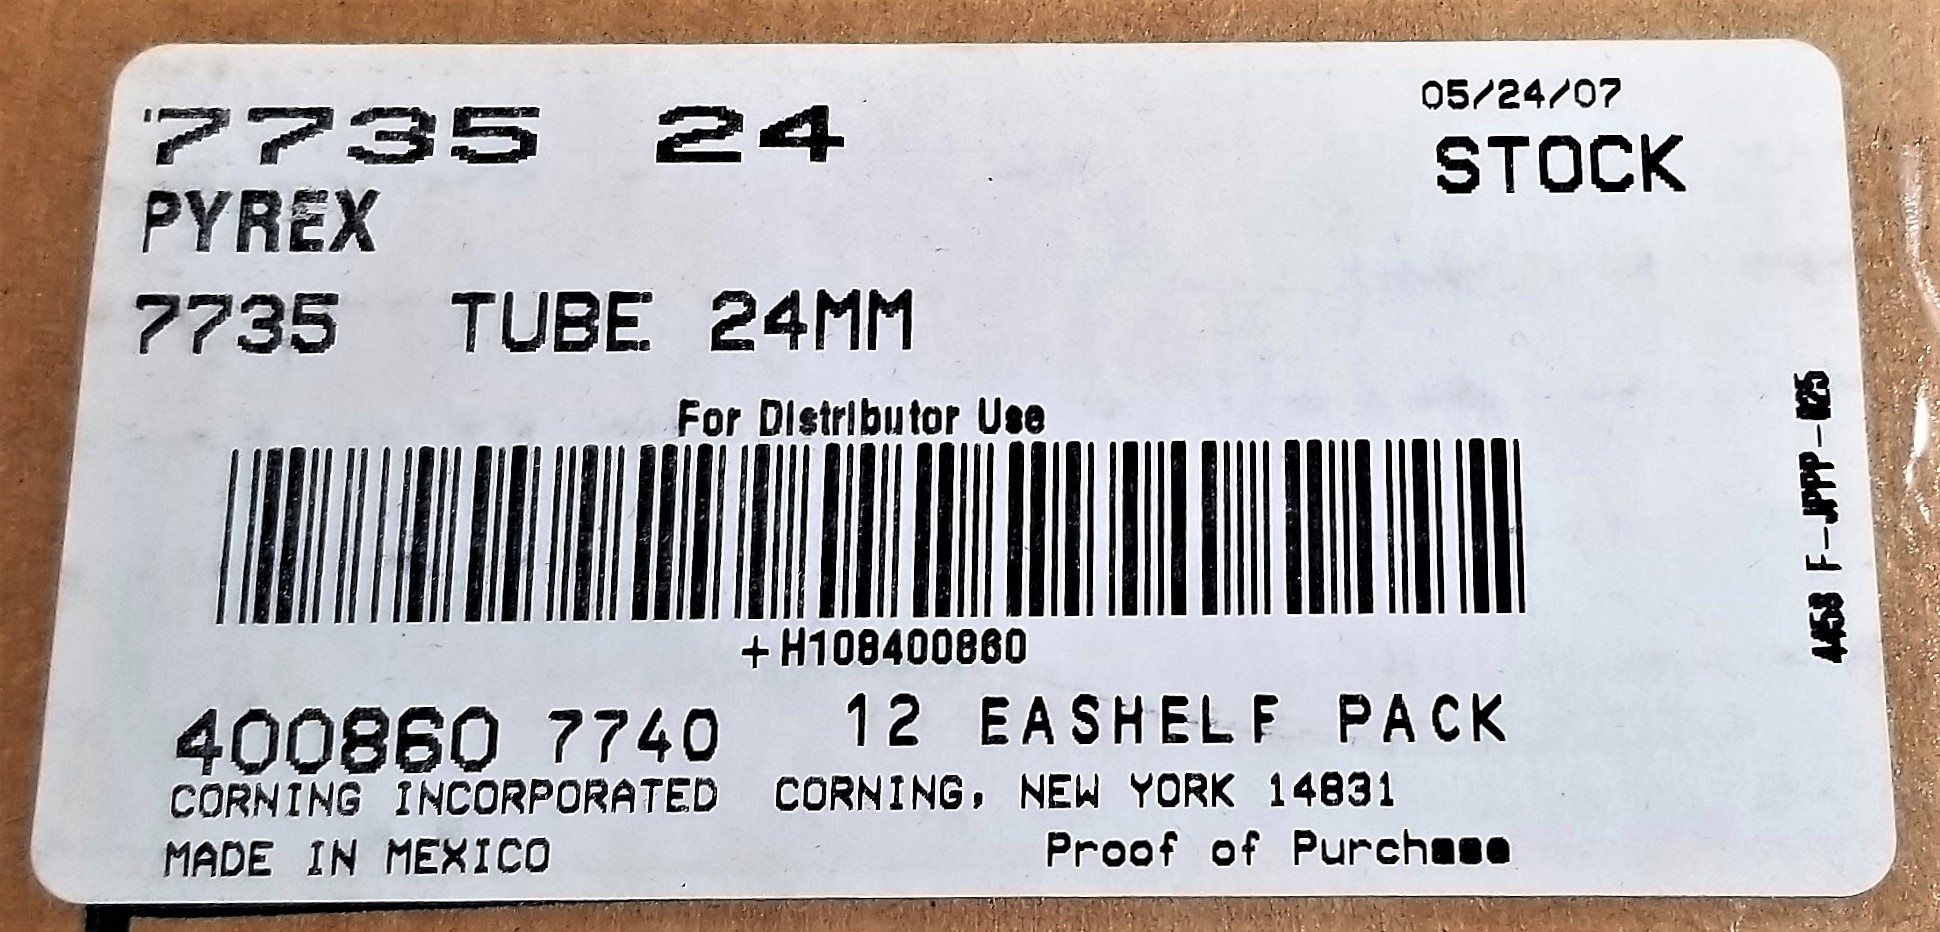 7735 24
05/24/07
STOCK
PYREX
7735 TUBE 24MM
For Distributor Use
+H108400860
400860 7740 12 EASHELF PACK
CORNING INCORPORATED CORNING, NEW YORK 14831
MADE IN MEXICO
Proof of Purchase